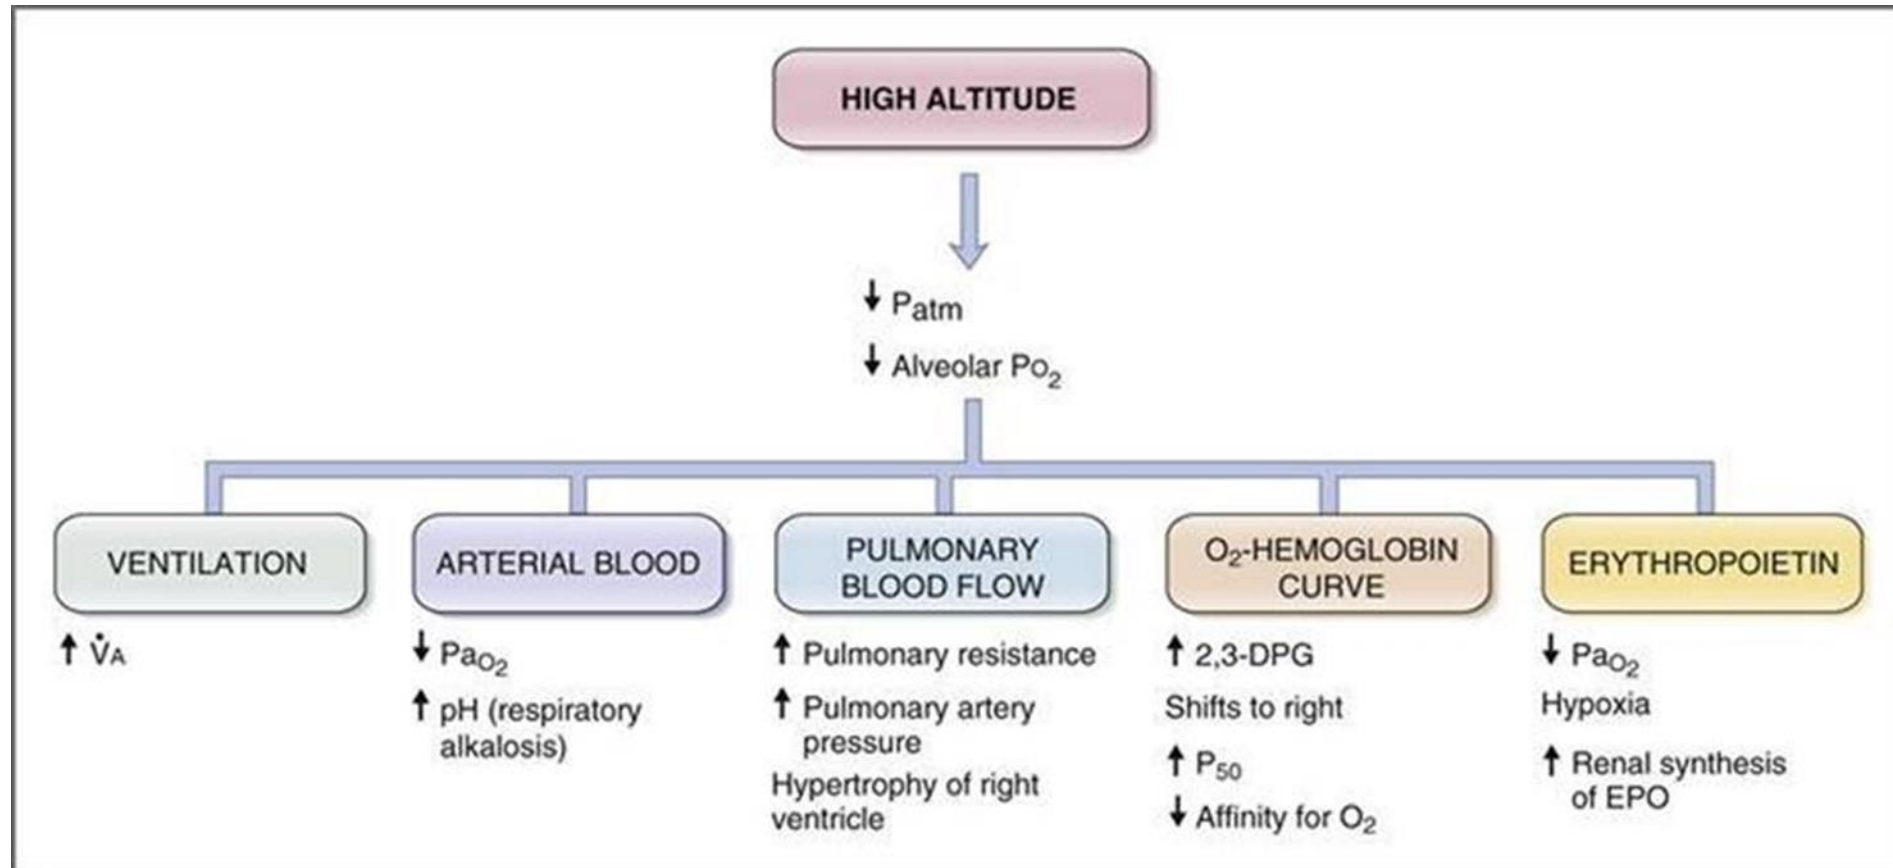 HIGH ALTITUDE
↓ Patm
↓ Alveolar PO₂
VENTILATION
↑ V̇A
ARTERIAL BLOOD
↓ PaO₂
↑ pH (respiratory
alkalosis)
PULMONARY
BLOOD FLOW
↑ Pulmonary resistance
↑ Pulmonary artery
pressure
Hypertrophy of right
ventricle
O₂-HEMOGLOBIN
CURVE
↑ 2,3-DPG
Shifts to right
↑ P₅₀
↓ Affinity for O₂
ERYTHROPOIETIN
↓ PaO₂
Hypoxia
↑ Renal synthesis
of EPO